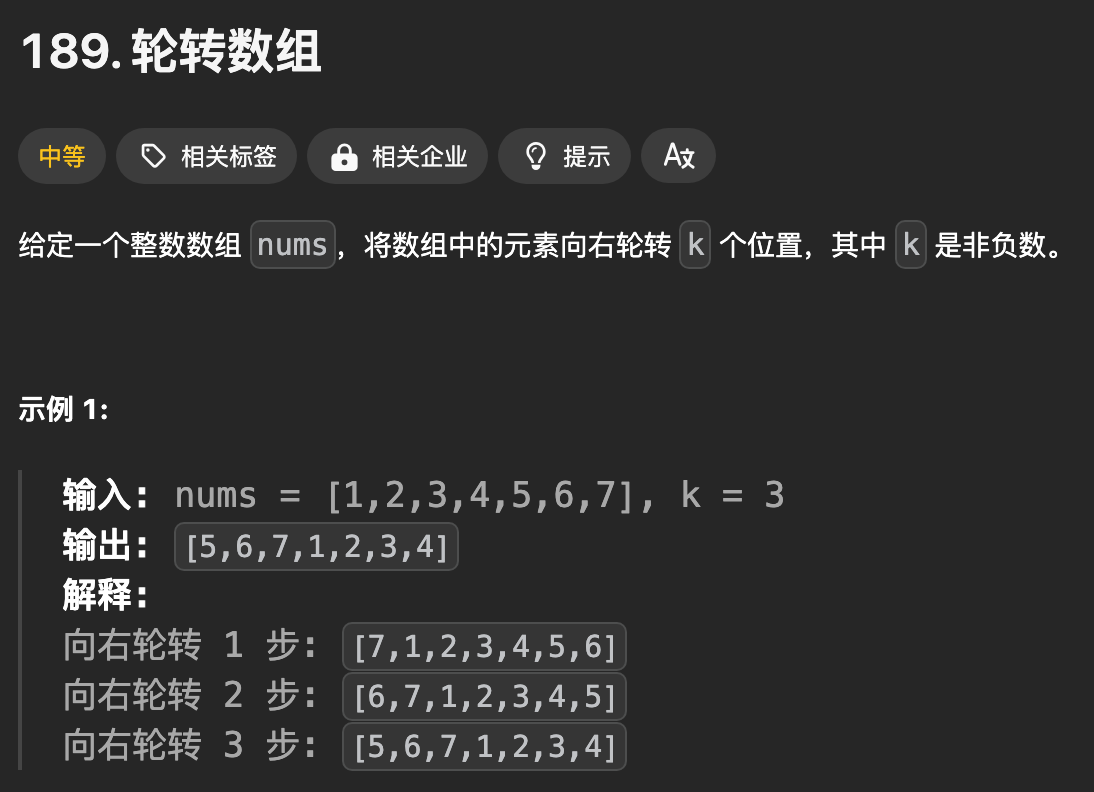 189. 轮转数组
中等 相关标签 相关企业 提示 A文
给定一个整数数组 nums，将数组中的元素向右轮转 k 个位置，其中 k 是非负数。
示例 1:
输入: nums = [1,2,3,4,5,6,7], k = 3
输出: [5,6,7,1,2,3,4]
解释:
向右轮转 1 步: [7,1,2,3,4,5,6]
向右轮转 2 步: [6,7,1,2,3,4,5]
向右轮转 3 步: [5,6,7,1,2,3,4]